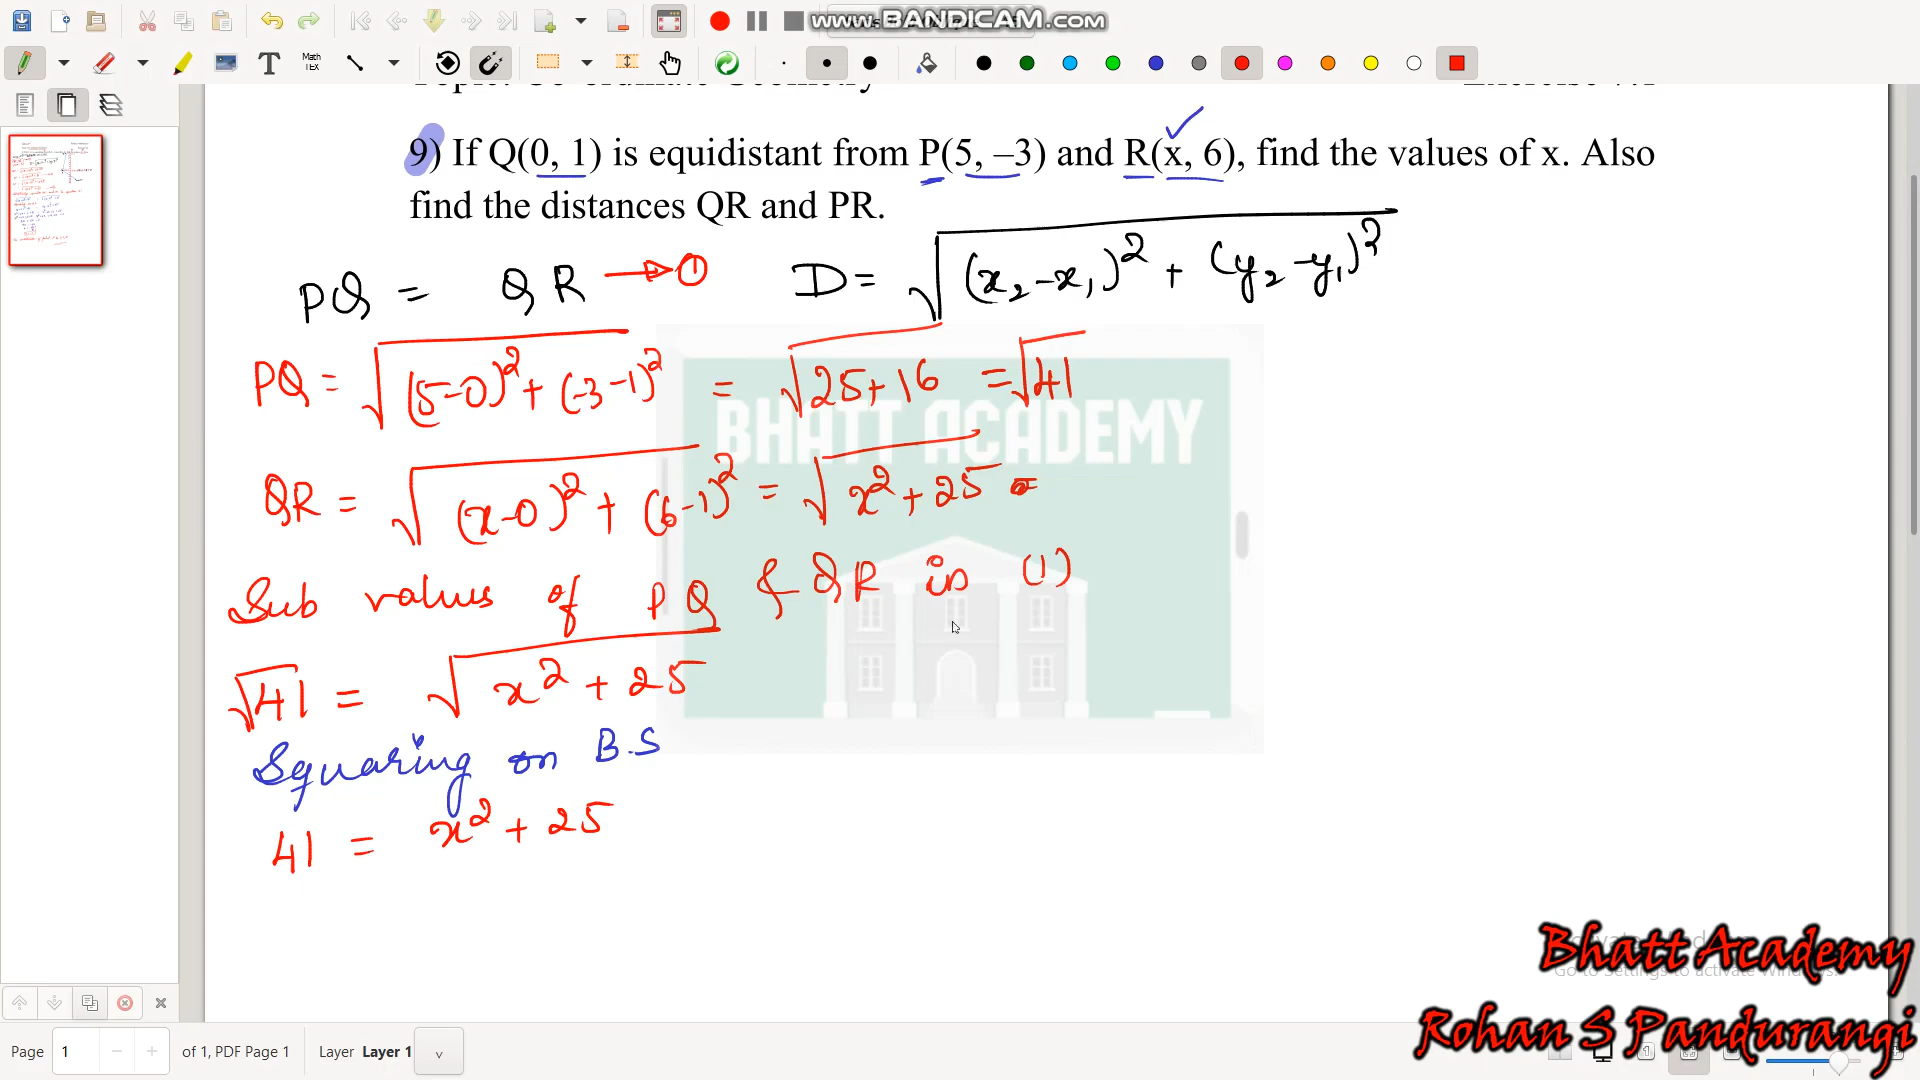 www.BANDICAM.com
Math
TEX
9) If Q(0, 1) is equidistant from P(5, –3) and R(x, 6), find the values of x. Also
find the distances QR and PR.
PQ = QR → ①
D = √(x₂-x₁)² + (y₂-y₁)²
PQ = √(5-0)² + (-3-1)² = √25+16 = √41
QR = √(x-0)² + (6-1)² = √x² + 25 =
BHATT ACADEMY
Sub values of PQ & QR in (1)
√41 = √x² + 25
Squaring on B.S
41 = x² + 25
Bhatt Academy
Rohan S Pandurangi
Page 1 of 1, PDF Page 1 Layer Layer 1